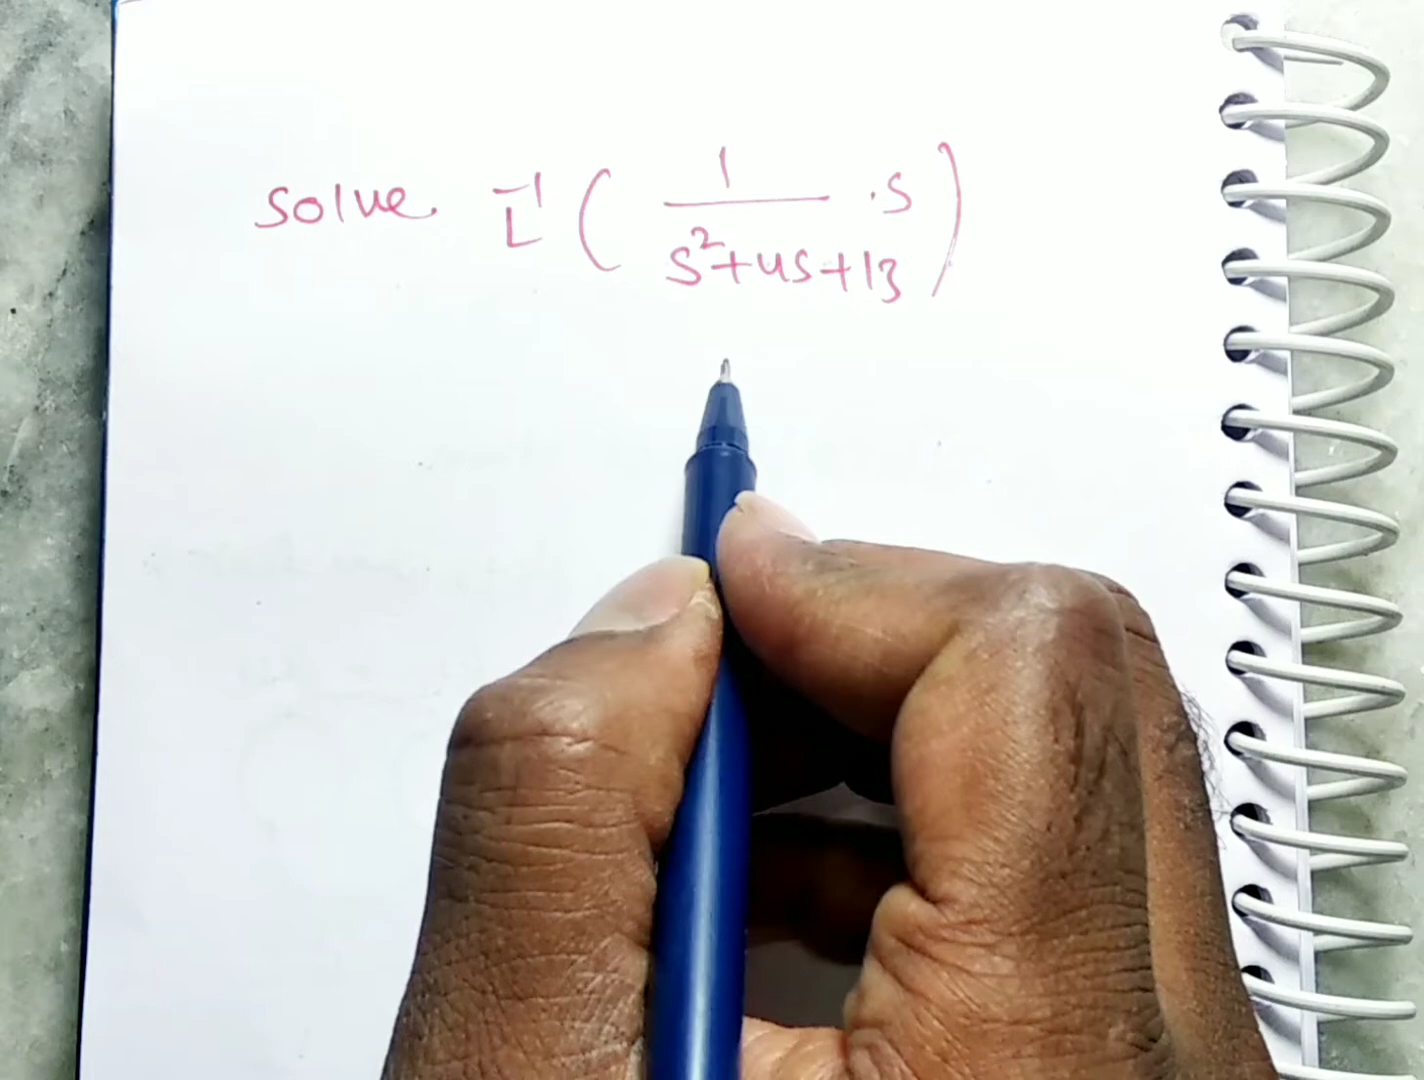 solve L⁻¹ ( 1 / s²+4s+13 · s )